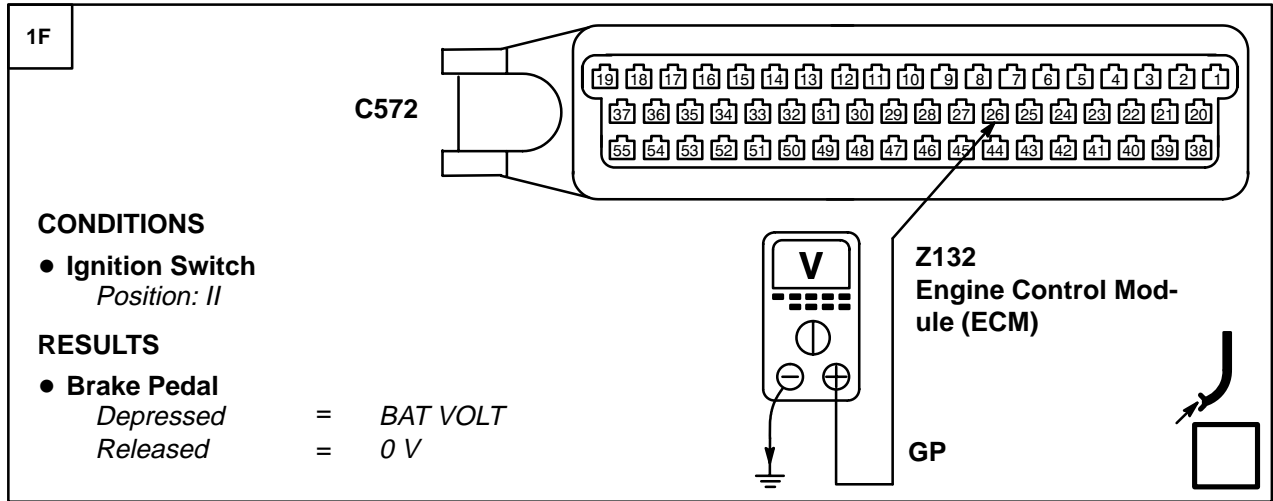 1F
C572
19 18 17 16 15 14 13 12 11 10 9 8 7 6 5 4 3 2 1
37 36 35 34 33 32 31 30 29 28 27 26 25 24 23 22 21 20
55 54 53 52 51 50 49 48 47 46 45 44 43 42 41 40 39 38
CONDITIONS
● Ignition Switch
Position: II
RESULTS
● Brake Pedal
Depressed = BAT VOLT
Released = 0 V
V
Z132
Engine Control Mod-
ule (ECM)
GP